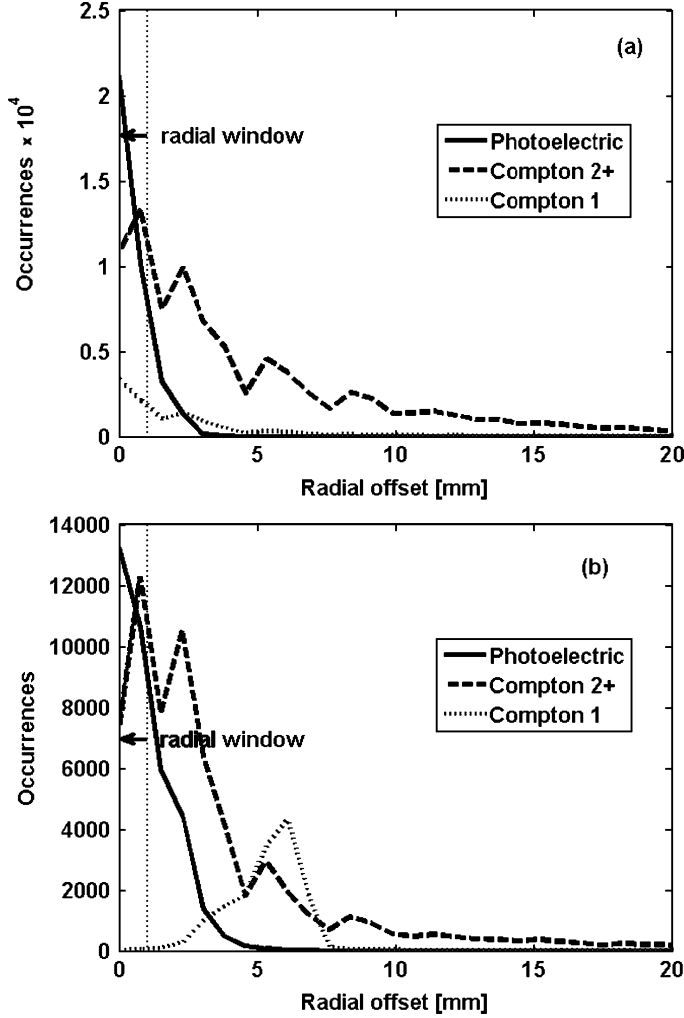 2.5
(a)
2
radial window
Photoelectric
1.5
Compton 2+
Compton 1
Occurrences × 10⁴
1
0.5
0
0 5 10 15 20
Radial offset [mm]
14000
(b)
12000
Photoelectric
10000
Compton 2+
Compton 1
8000
Occurrences
radial window
6000
4000
2000
0
0 5 10 15 20
Radial offset [mm]